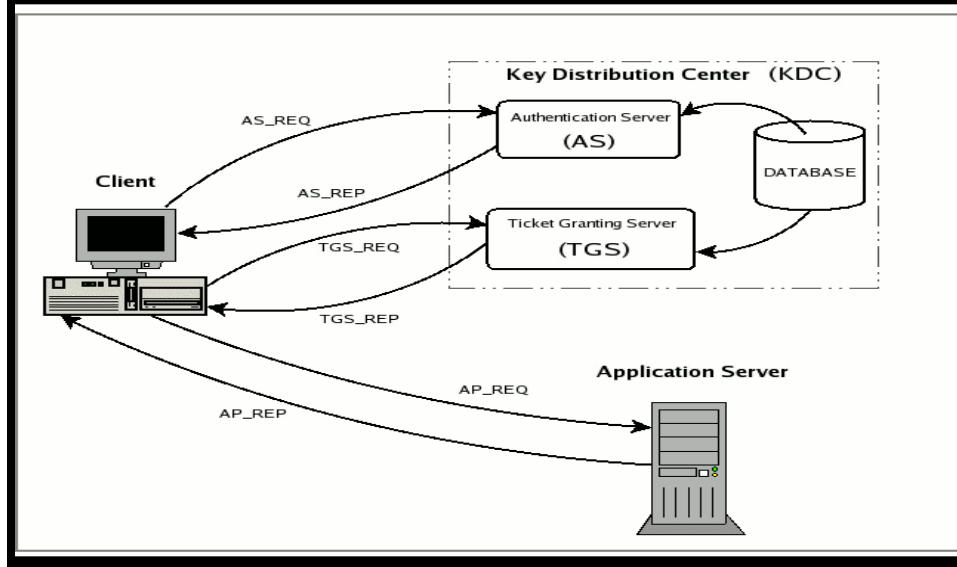 Key Distribution Center (KDC)
AS_REQ
Authentication Server
(AS)
DATABASE
Client
AS_REP
Ticket Granting Server
(TGS)
TGS_REQ
TGS_REP
Application Server
AP_REQ
AP_REP